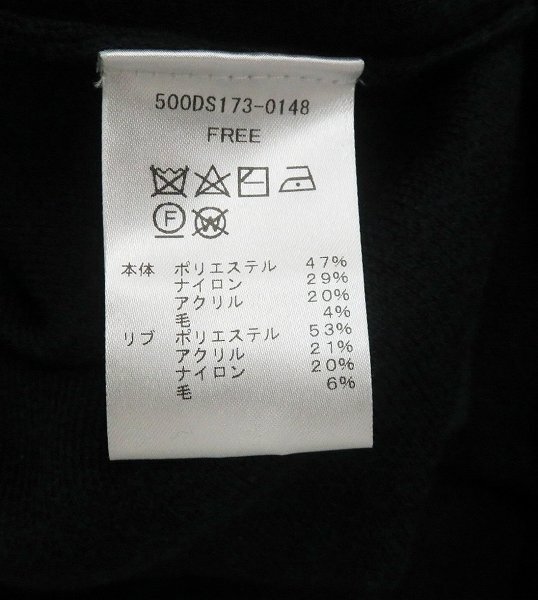 500DS173-0148
FREE
F W
本体 ポリエステル 47%
ナイロン 29%
アクリル 20%
毛 4%
リブ ポリエステル 53%
アクリル 21%
ナイロン 20%
毛 6%